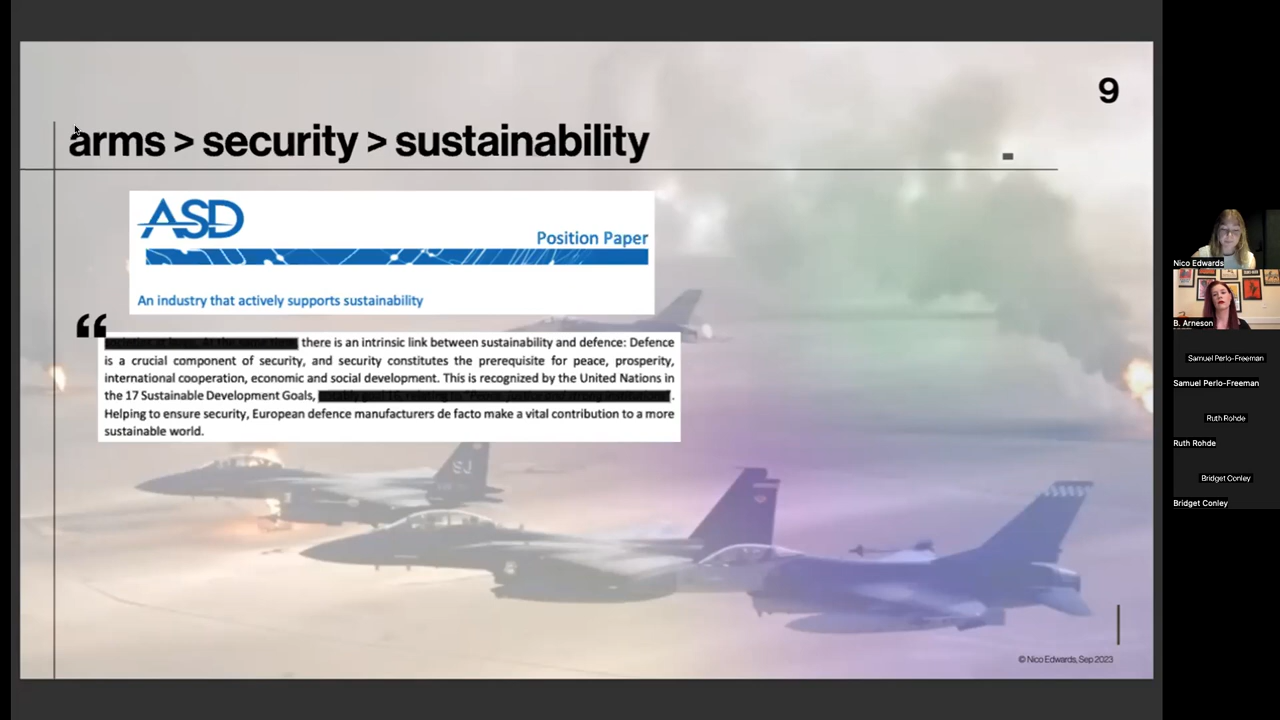 9
arms > security > sustainability
ASD
Position Paper
An industry that actively supports sustainability
“
there is an intrinsic link between sustainability and defence: Defence
is a crucial component of security, and security constitutes the prerequisite for peace, prosperity,
international cooperation, economic and social development. This is recognized by the United Nations in
the 17 Sustainable Development Goals, .
Helping to ensure security, European defence manufacturers de facto make a vital contribution to a more
sustainable world.
SJ
© Nico Edwards, Sep 2023
Nico Edwards
B. Arneson
Samuel Perlo-Freeman
Samuel Perlo-Freeman
Ruth Rohde
Ruth Rohde
Bridget Conley
Bridget Conley